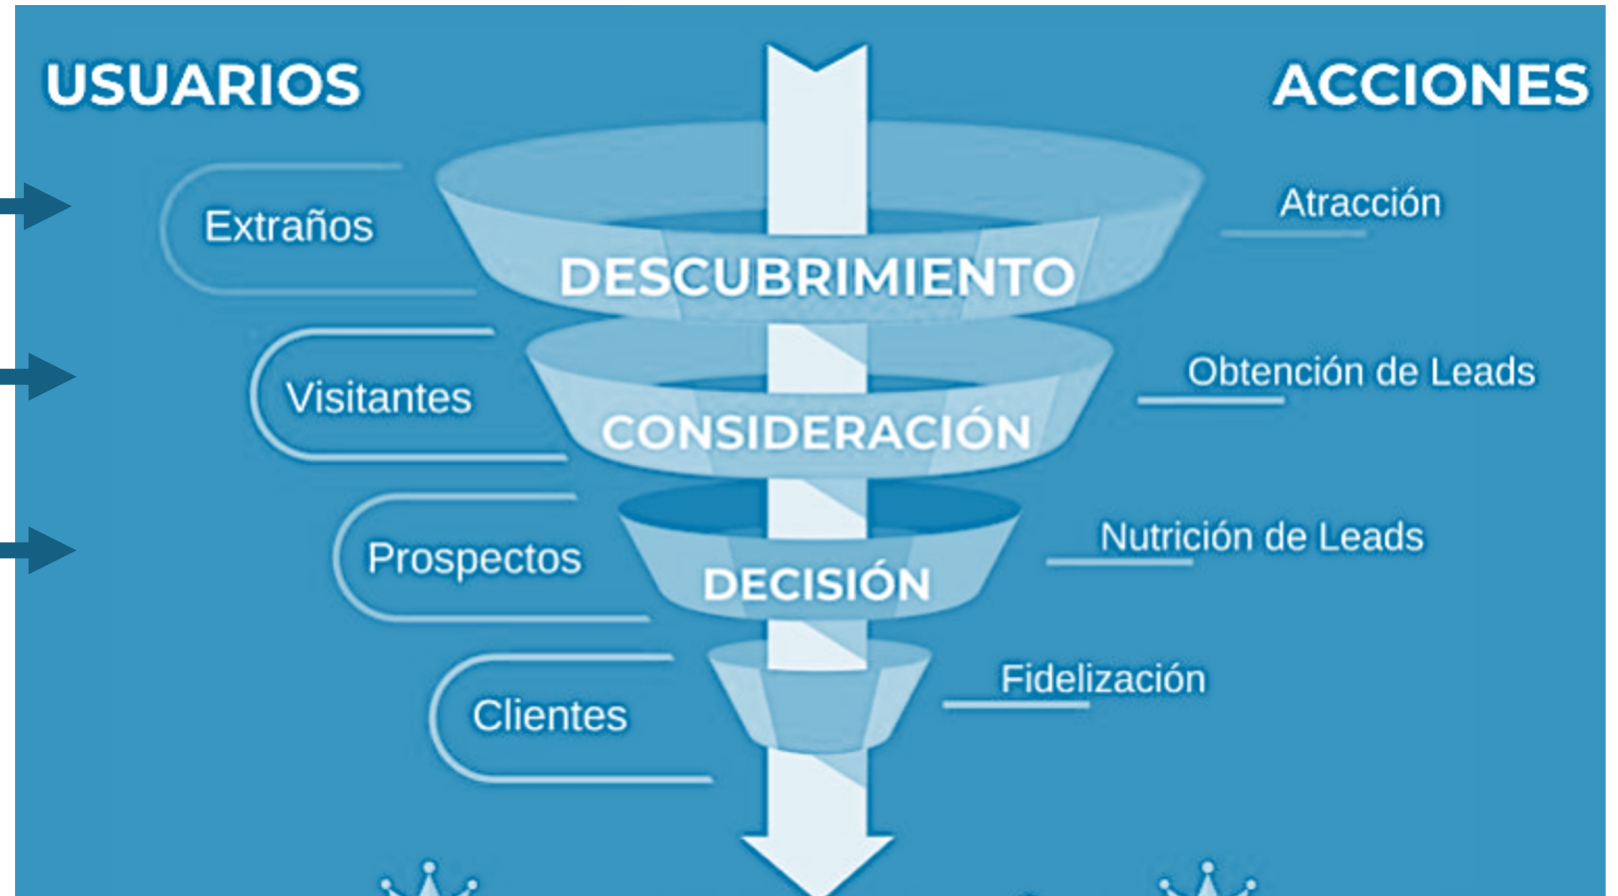 USUARIOS
ACCIONES
Extraños
DESCUBRIMIENTO
Atracción
Visitantes
CONSIDERACIÓN
Obtención de Leads
Prospectos
DECISIÓN
Nutrición de Leads
Clientes
Fidelización